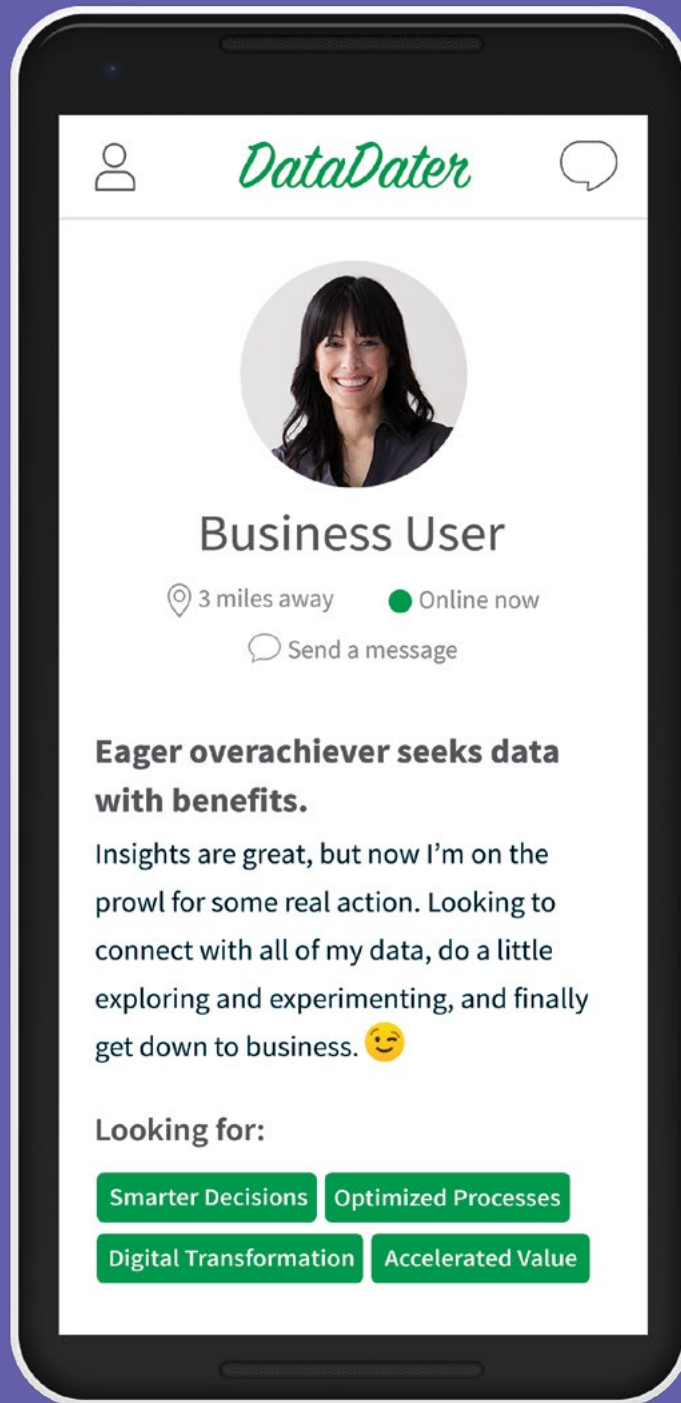 DataDater
Business User
3 miles away
Online now
Send a message
Eager overachiever seeks data
with benefits.
Insights are great, but now I’m on the
prowl for some real action. Looking to
connect with all of my data, do a little
exploring and experimenting, and finally
get down to business. 😉
Looking for:
Smarter Decisions
Optimized Processes
Digital Transformation
Accelerated Value